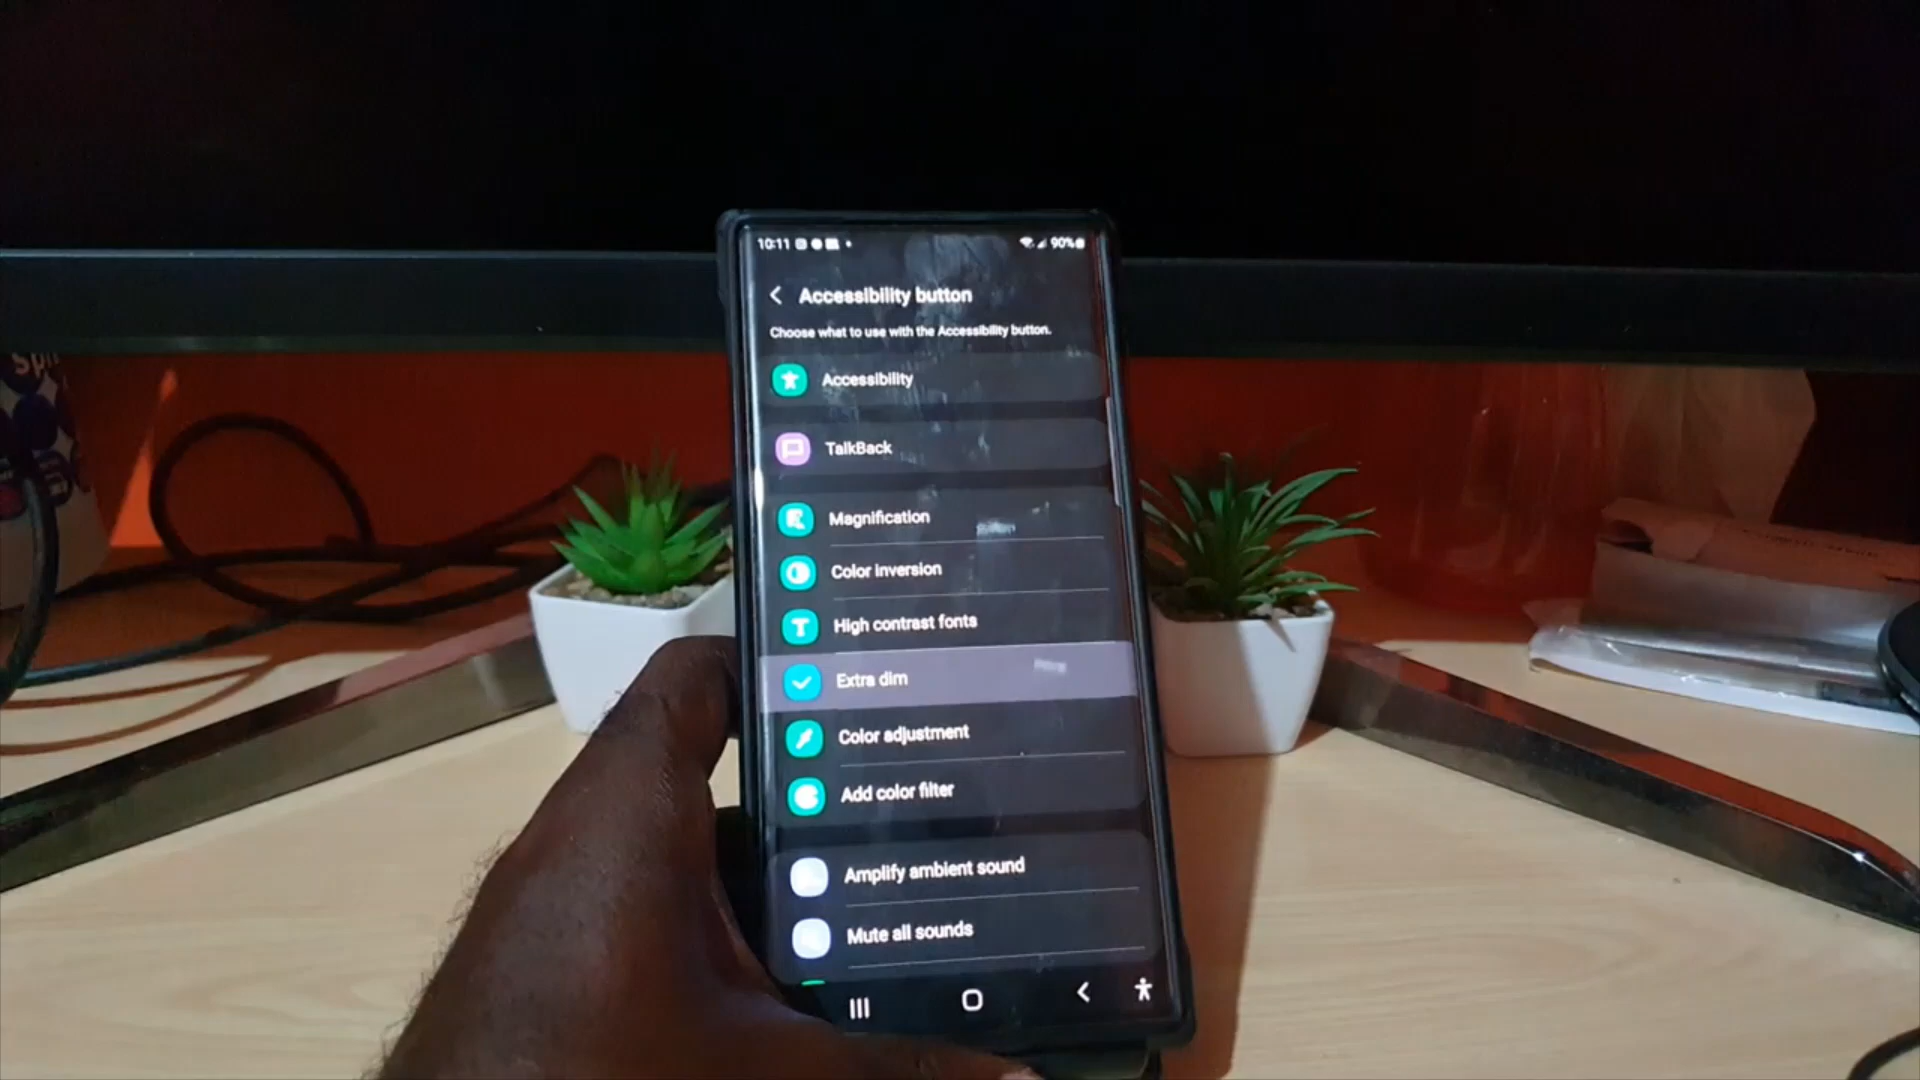 10:11
90%
Accessibility button
Choose what to use with the Accessibility button.
Accessibility
TalkBack
Magnification
Color inversion
High contrast fonts
Extra dim
Color adjustment
Add color filter
Amplify ambient sound
Mute all sounds